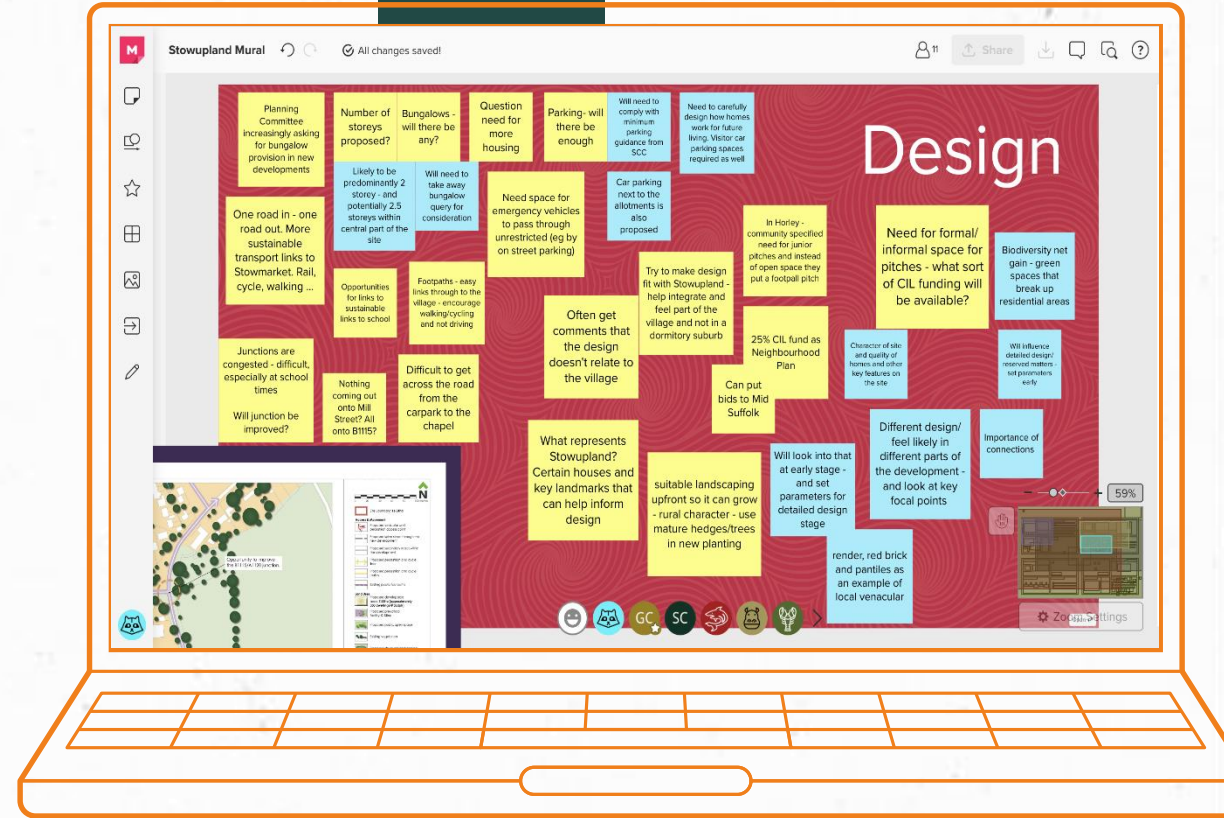 Stowupland Mural
All changes saved!
11
Share
Design
Planning
Committee
increasingly asking
for bungalow
provision in new
developments
Number of
storeys
proposed?
Bungalows -
will there be
any?
Question
need for
more
housing
Parking- will
there be
enough
Will need to
comply with
minimum
parking
guidance from
SCC
Need to carefully
design how homes
work for future
living. Visitor car
parking spaces
required as well
Likely to be
predominantly 2
storey - and
potentially 2.5
storeys within
central part of the
site
Will need to
take away
bungalow
query for
consideration
Need space for
emergency vehicles
to pass through
unrestricted (eg by
on street parking)
Car parking
next to the
allotments is
also
proposed
One road in - one
road out. More
sustainable
transport links to
Stowmarket. Rail,
cycle, walking ...
In Horley -
community specified
need for junior
pitches and instead
of open space they
put a footpall pitch
Need for formal/
informal space for
pitches - what sort
of CIL funding will
be available?
Biodiversity net
gain - green
spaces that
break up
residential areas
Opportunities
for links to
sustainable
links to school
Footpaths - easy
links through to the
village - encourage
walking/cycling
and not driving
Try to make design
fit with Stowupland -
help integrate and
feel part of the
village and not in a
dormitory suburb
Often get
comments that
the design
doesn't relate to
the village
25% CIL fund as
Neighbourhood
Plan
Can put
bids to Mid
Suffolk
Character of site
and quality of
homes and other
key features on
the site
Will influence
detailed design/
reserved matters -
set parameters
early
Junctions are
congested - difficult,
especially at school
times
Will junction be
improved?
Nothing
coming out
onto Mill
Street? All
onto B1115?
Difficult to get
across the road
from the
carpark to the
chapel
What represents
Stowupland?
Certain houses and
key landmarks that
can help inform
design
suitable landscaping
upfront so it can grow
- rural character - use
mature hedges/trees
in new planting
Will look into that
at early stage -
and set
parameters for
detailed design
stage
Different design/
feel likely in
different parts of
the development -
and look at key
focal points
Importance of
connections
render, red brick
and pantiles as
an example of
local venacular
59%
Zoom Settings
GC
SC
N